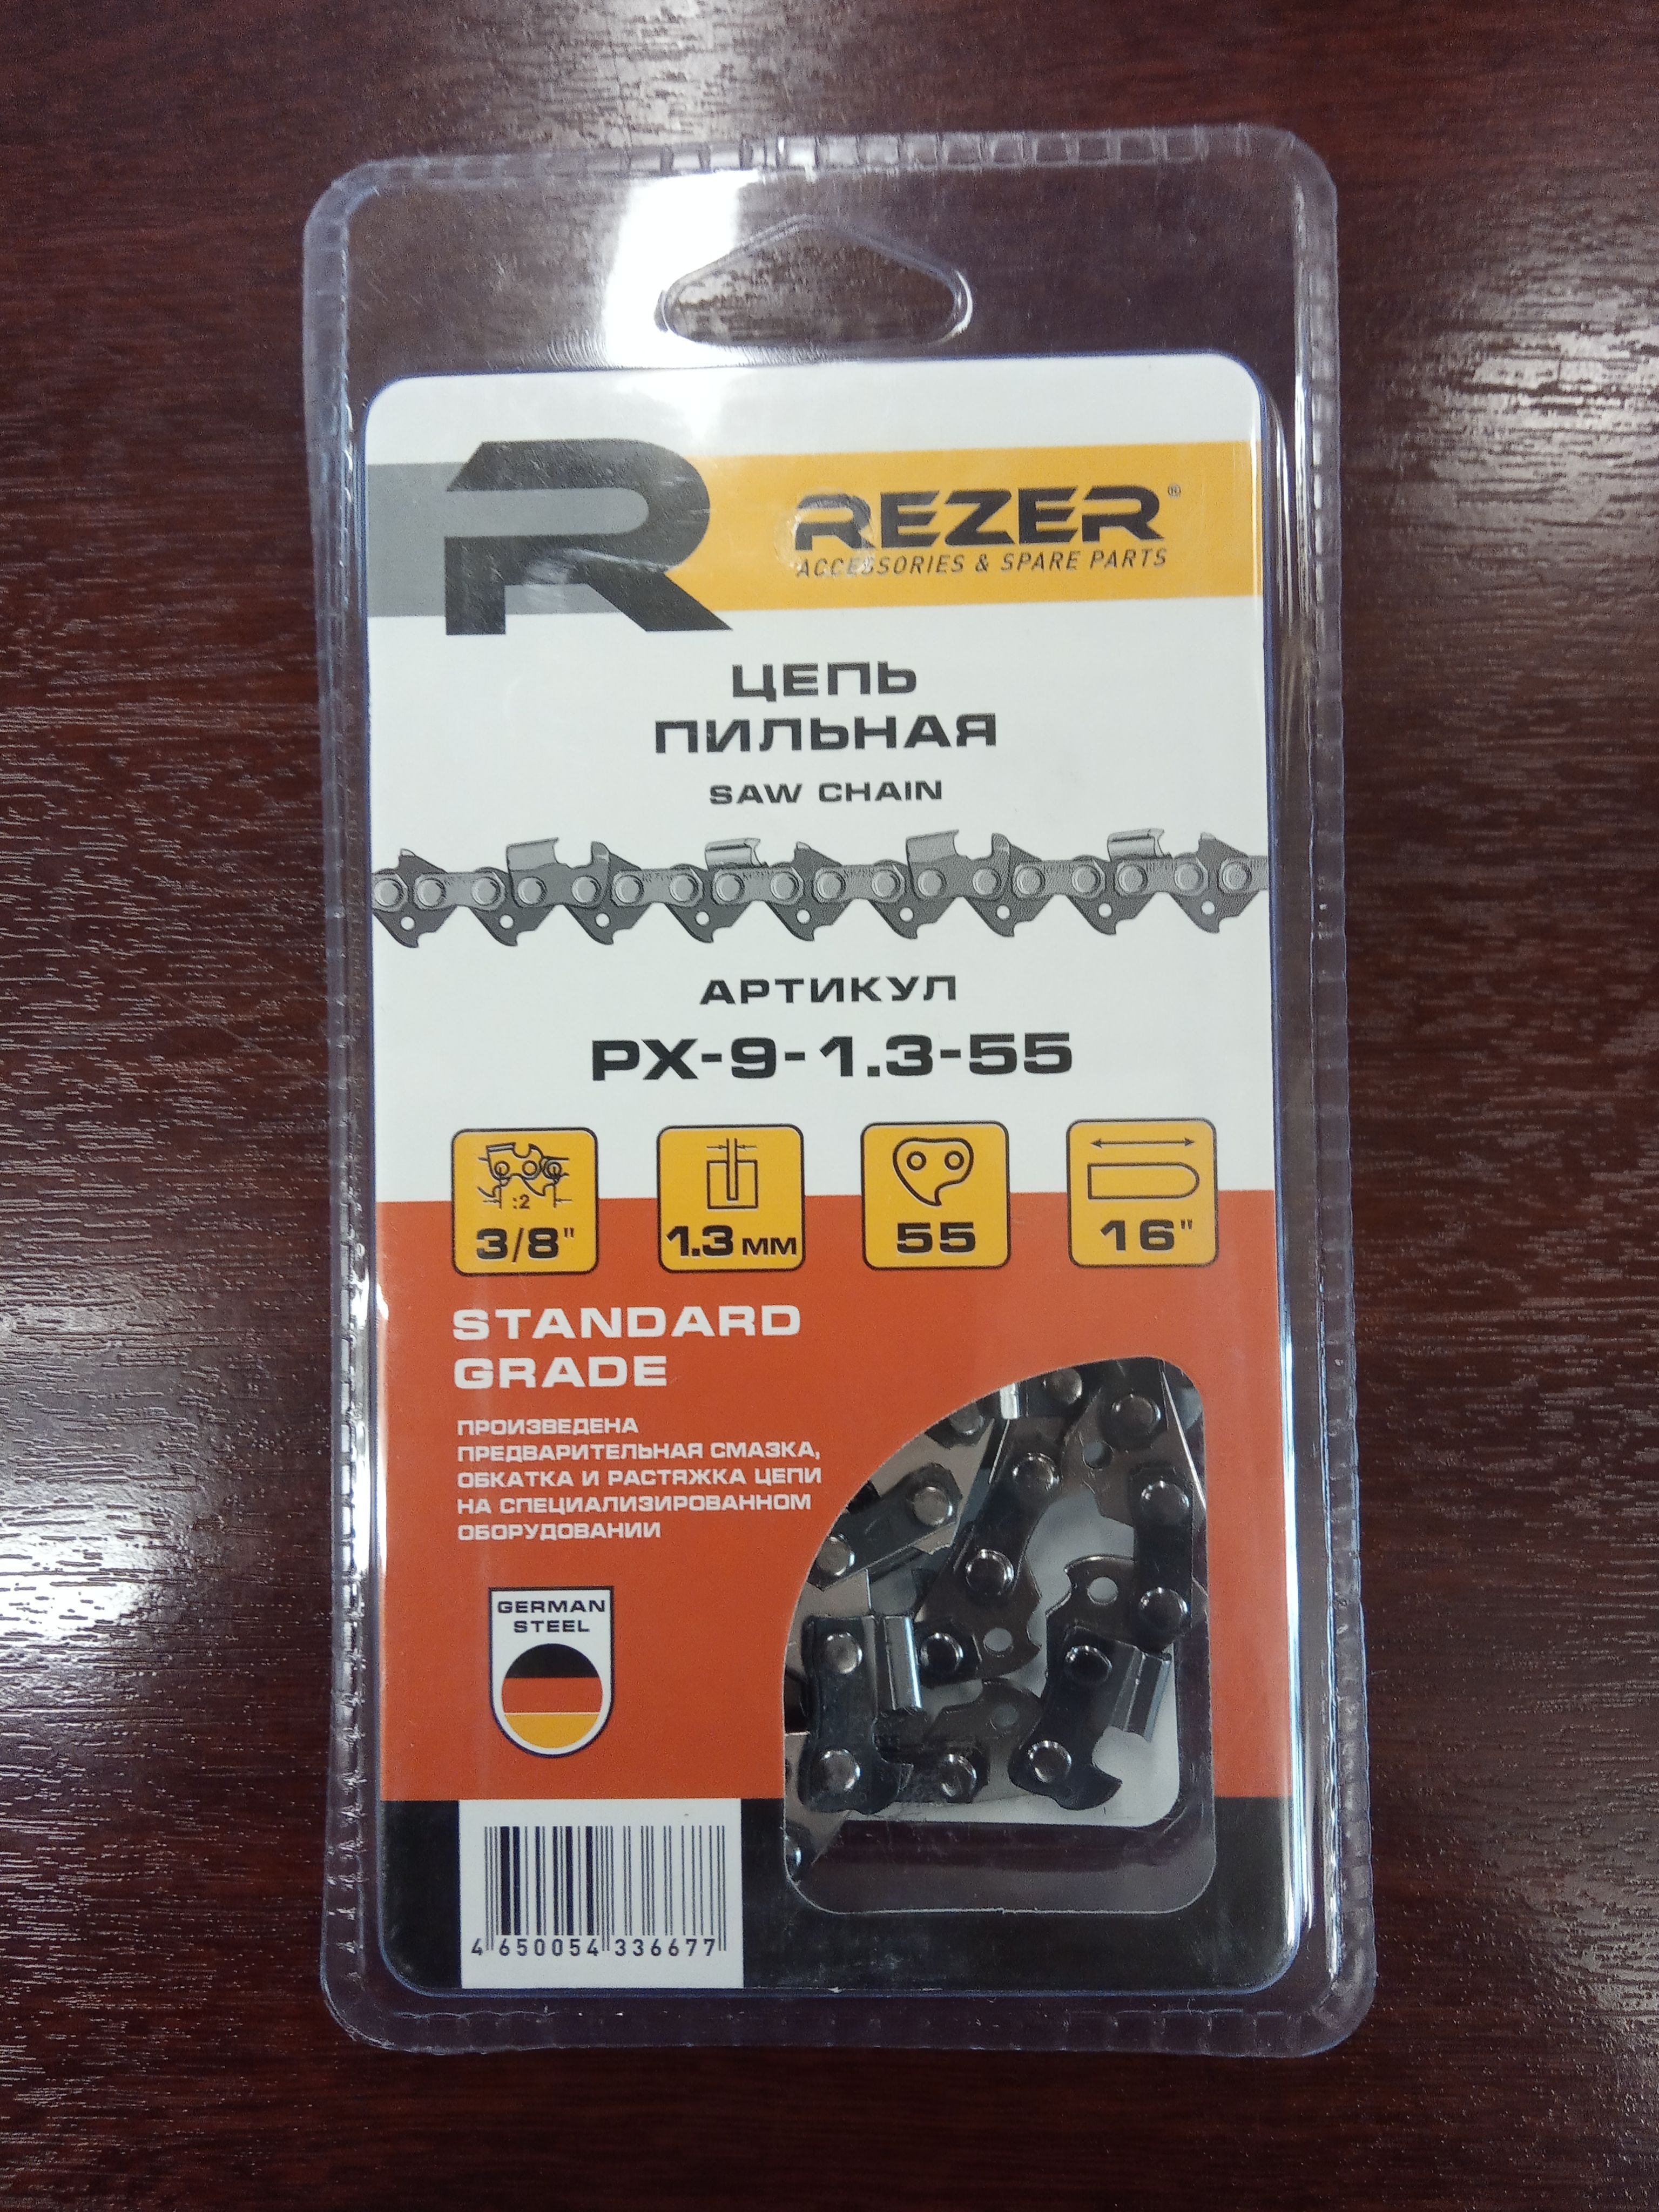 REZER®
ACCESSORIES & SPARE PARTS
ЦЕПЬ
ПИЛЬНАЯ
SAW CHAIN
АРТИКУЛ
PX-9-1.3-55
:2
3/8"
1.3 мм
55
16"
STANDARD
GRADE
ПРОИЗВЕДЕНА
ПРЕДВАРИТЕЛЬНАЯ СМАЗКА,
ОБКАТКА И РАСТЯЖКА ЦЕПИ
НА СПЕЦИАЛИЗИРОВАННОМ
ОБОРУДОВАНИИ
GERMAN
STEEL
4 650054 336677